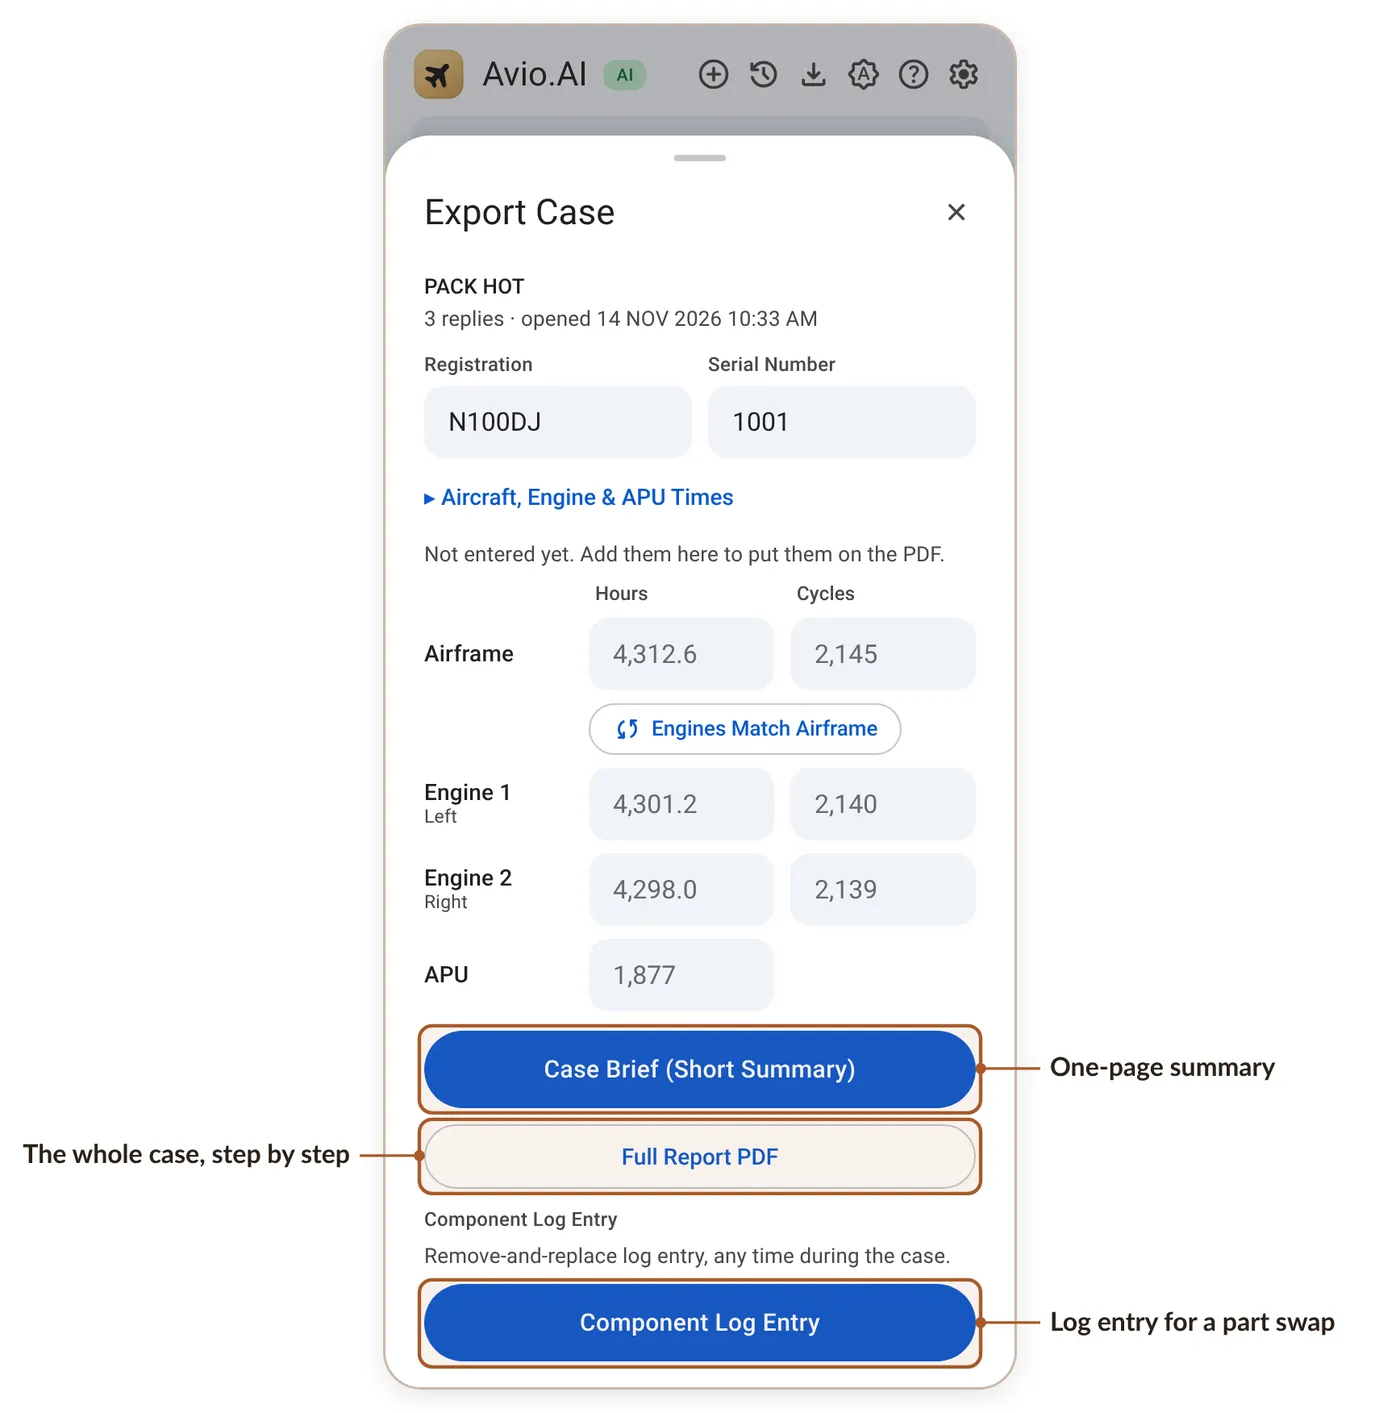 Avio.AI AI
Export Case
PACK HOT
3 replies · opened 14 NOV 2026 10:33 AM
Registration Serial Number
N100DJ 1001
▸ Aircraft, Engine & APU Times
Not entered yet. Add them here to put them on the PDF.
Hours Cycles
Airframe 4,312.6 2,145
Engines Match Airframe
Engine 1 4,301.2 2,140
Left
Engine 2 4,298.0 2,139
Right
APU 1,877
Case Brief (Short Summary)
One-page summary
The whole case, step by step
Full Report PDF
Component Log Entry
Remove-and-replace log entry, any time during the case.
Component Log Entry
Log entry for a part swap